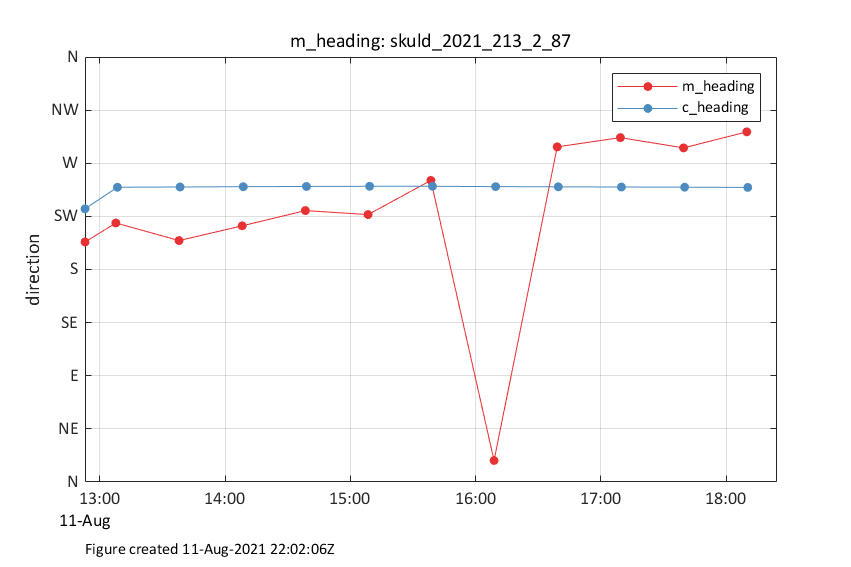 m_heading: skuld_2021_213_2_87
N
NW
W
SW
S
SE
E
NE
N
direction
m_heading
c_heading
13:00 14:00 15:00 16:00 17:00 18:00
11-Aug
Figure created 11-Aug-2021 22:02:06Z